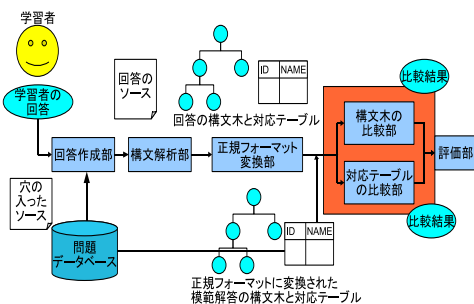 学習者
学習者の
回答
回答の
ソース
ID NAME
回答の構文木と対応テーブル
比較結果
構文木の
比較部
回答作成部
構文解析部
正規フォーマット
変換部
対応テーブル
の比較部
評価部
穴の
入った
ソース
比較結果
問題
データベース
ID NAME
正規フォーマットに変換された
模範解答の構文木と対応テーブル